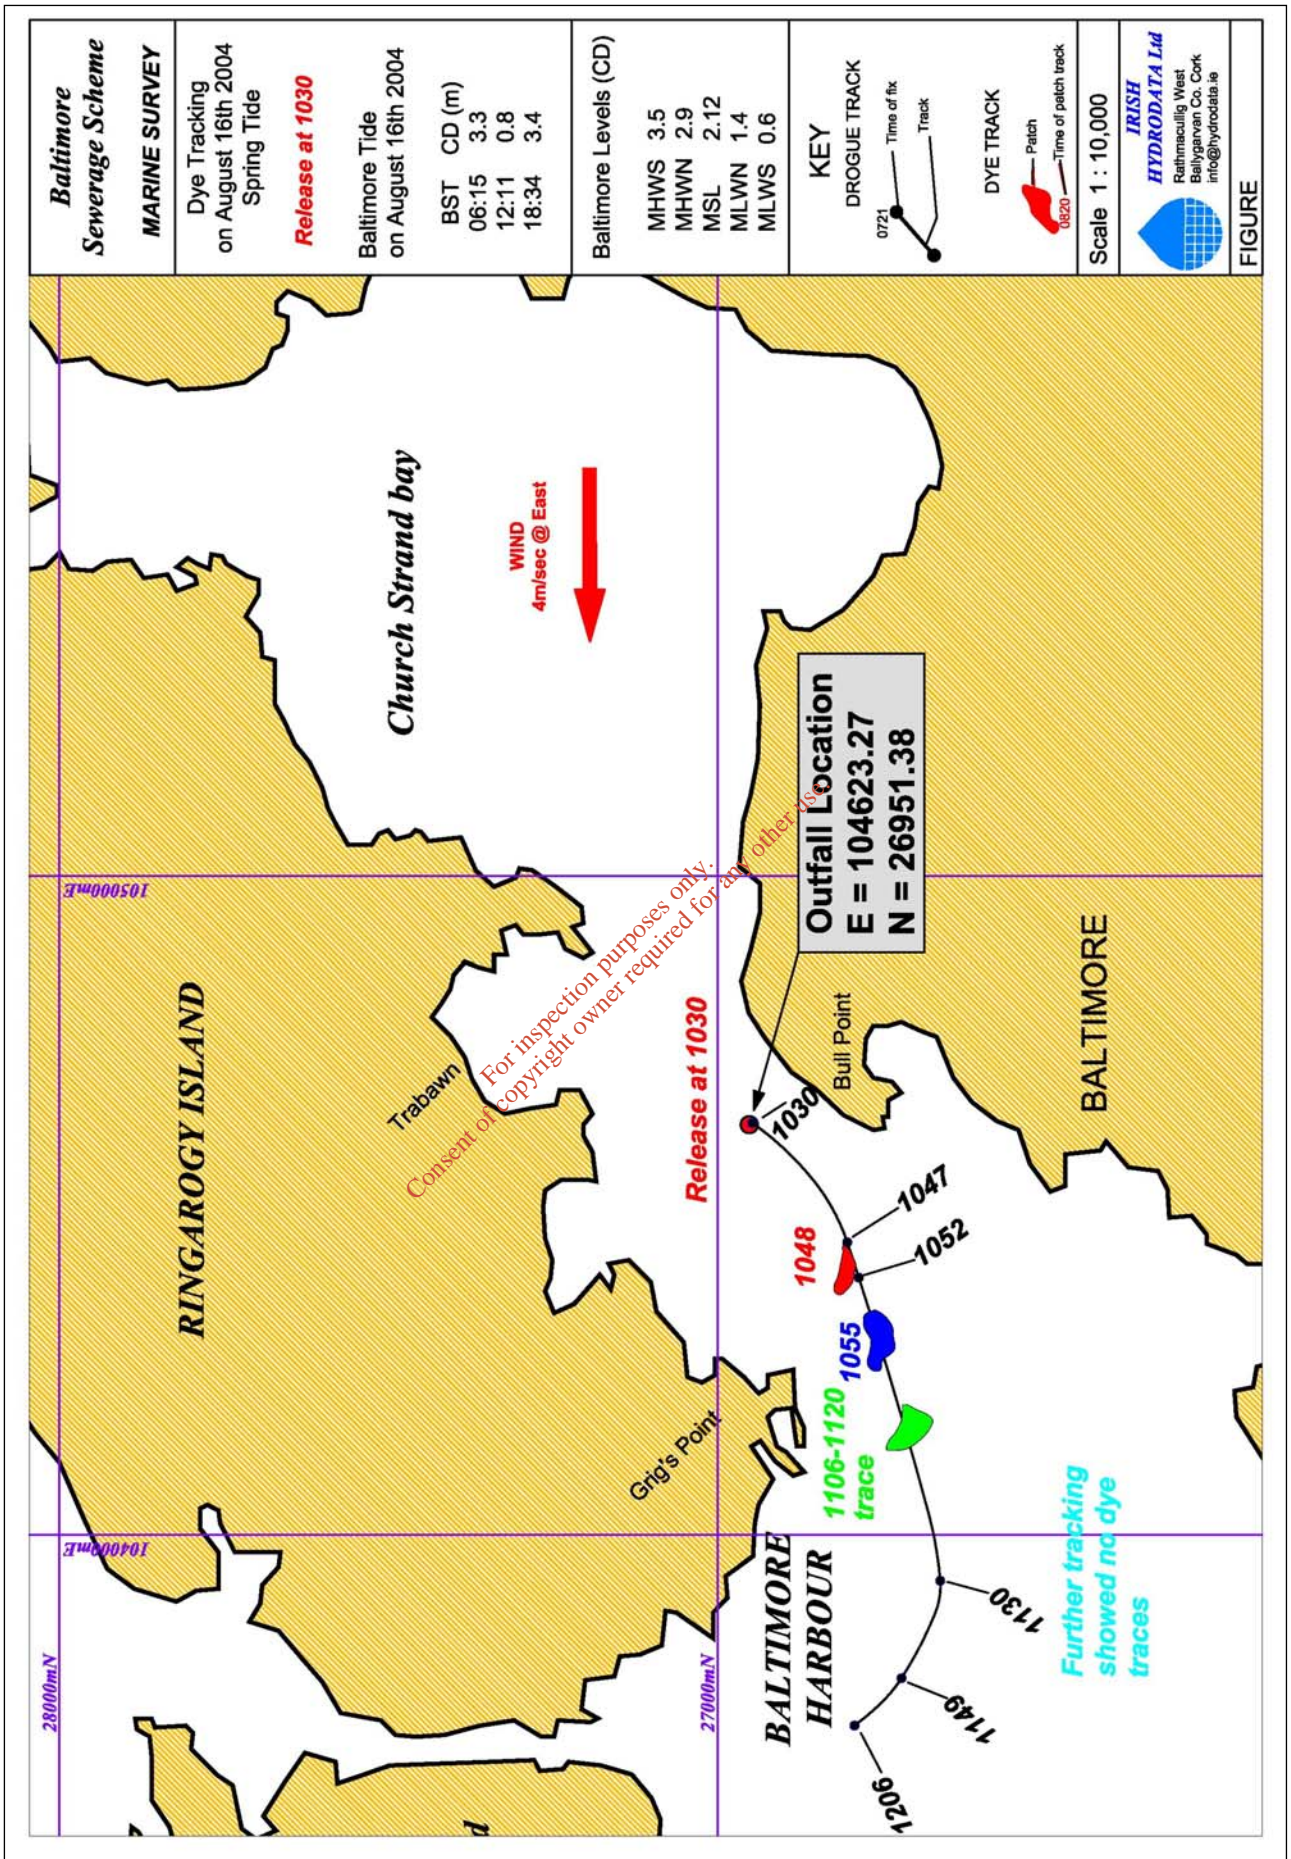 Baltimore
Sewerage Scheme
MARINE SURVEY
Dye Tracking
on August 16th 2004
Spring Tide
Release at 1030
Baltimore Tide
on August 16th 2004
BST CD (m)
06:15 3.3
12:11 0.8
18:34 3.4
Baltimore Levels (CD)
MHWS 3.5
MHWN 2.9
MSL 2.12
MLWN 1.4
MLWS 0.6
KEY
DROGUE TRACK
0721
Time of fix
Track
DYE TRACK
Patch
0820
Time of patch track
Scale 1 : 10,000
IRISH
HYDRODATA Ltd
Rathmacullig West
Ballygarvan Co. Cork
info@hydrodata.ie
FIGURE
28000mN
104000mE
105000mE
27000mN
RINGAROGY ISLAND
Church Strand bay
WIND
4m/sec @ East
Trabawn
Release at 1030
Grig's Point
Outfall Location
E = 104623.27
N = 26951.38
Bull Point
BALTIMORE
1030
1047
1052
1048
1055
1106-1120
trace
BALTIMORE
HARBOUR
1130
1149
1206
Further tracking
showed no dye
traces
d
For inspection purposes only.
Consent of copyright owner required for any other use.